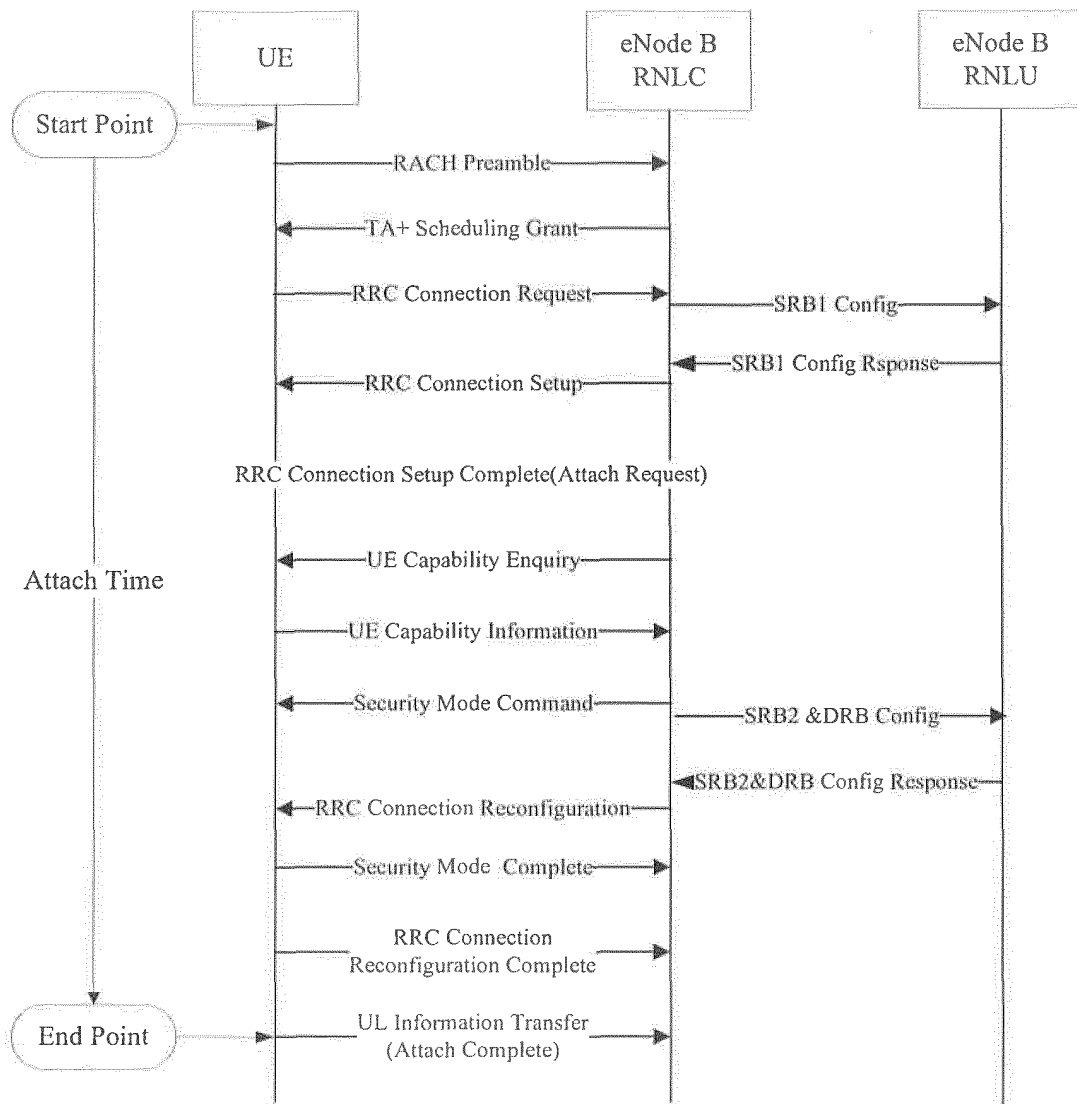 UE
eNode B
RNLC
eNode B
RNLU
Start Point
RACH Preamble
TA+ Scheduling Grant
RRC Connection Request
SRB1 Config
SRB1 Config Rsponse
RRC Connection Setup
RRC Connection Setup Complete(Attach Request)
UE Capability Enquiry
Attach Time
UE Capability Information
Security Mode Command
SRB2 &DRB Config
SRB2&DRB Config Response
RRC Connection Reconfiguration
Security Mode Complete
RRC Connection
Reconfiguration Complete
End Point
UL Information Transfer
(Attach Complete)